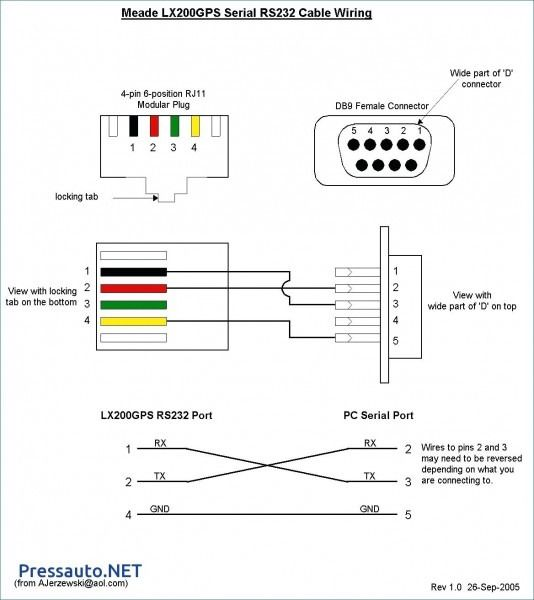 Meade LX200GPS Serial RS232 Cable Wiring
Wide part of 'D'
connector
4-pin 6-position RJ11
Modular Plug
DB9 Female Connector
1 2 3 4
5 4 3 2 1
locking tab
View with locking
tab on the bottom
1
2
3
4
1
2
3
4
5
View with
wide part of 'D' on top
LX200GPS RS232 Port
PC Serial Port
1 RX RX 2
2 TX TX 3
4 GND GND 5
Wires to pins 2 and 3
may need to be reversed
depending on what you
are connecting to.
Pressauto.NET
(from AJerzewski@aol.com)
Rev 1.0 26-Sep-2005